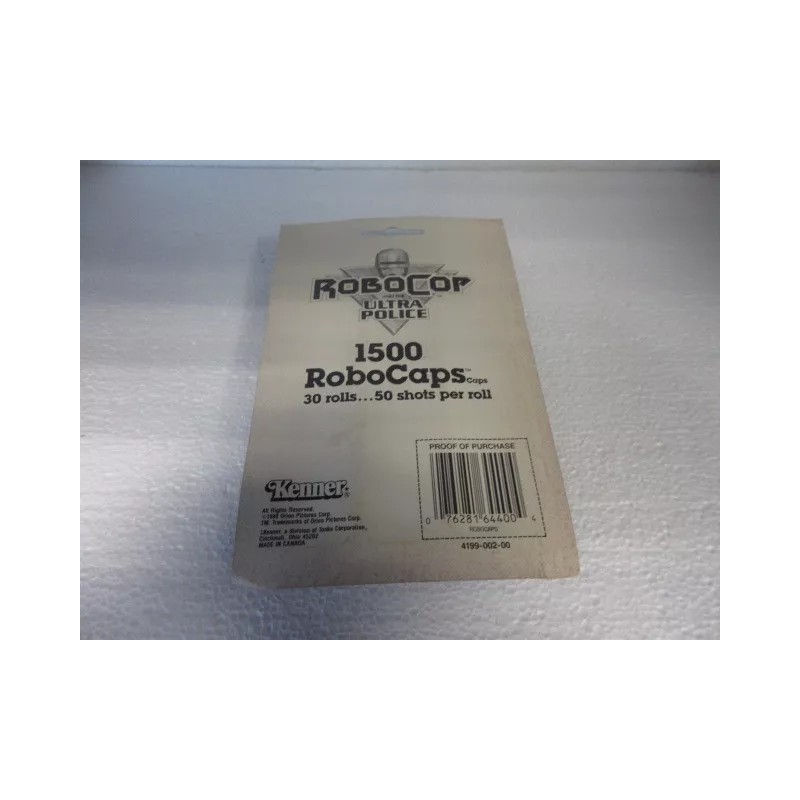 ROBOCOP
AND THE
ULTRA
POLICE
1500
RoboCaps™ Caps
30 rolls...50 shots per roll
PROOF OF PURCHASE
0 76281 64400 4
ROBOCAPS
4199-002-00
Kenner®
All Rights Reserved.
©1988 Orion Pictures Corp.
TM. Trademarks of Orion Pictures Corp.
Kenner, a division of Tonka Corporation,
Cincinnati, Ohio 45202
MADE IN CANADA